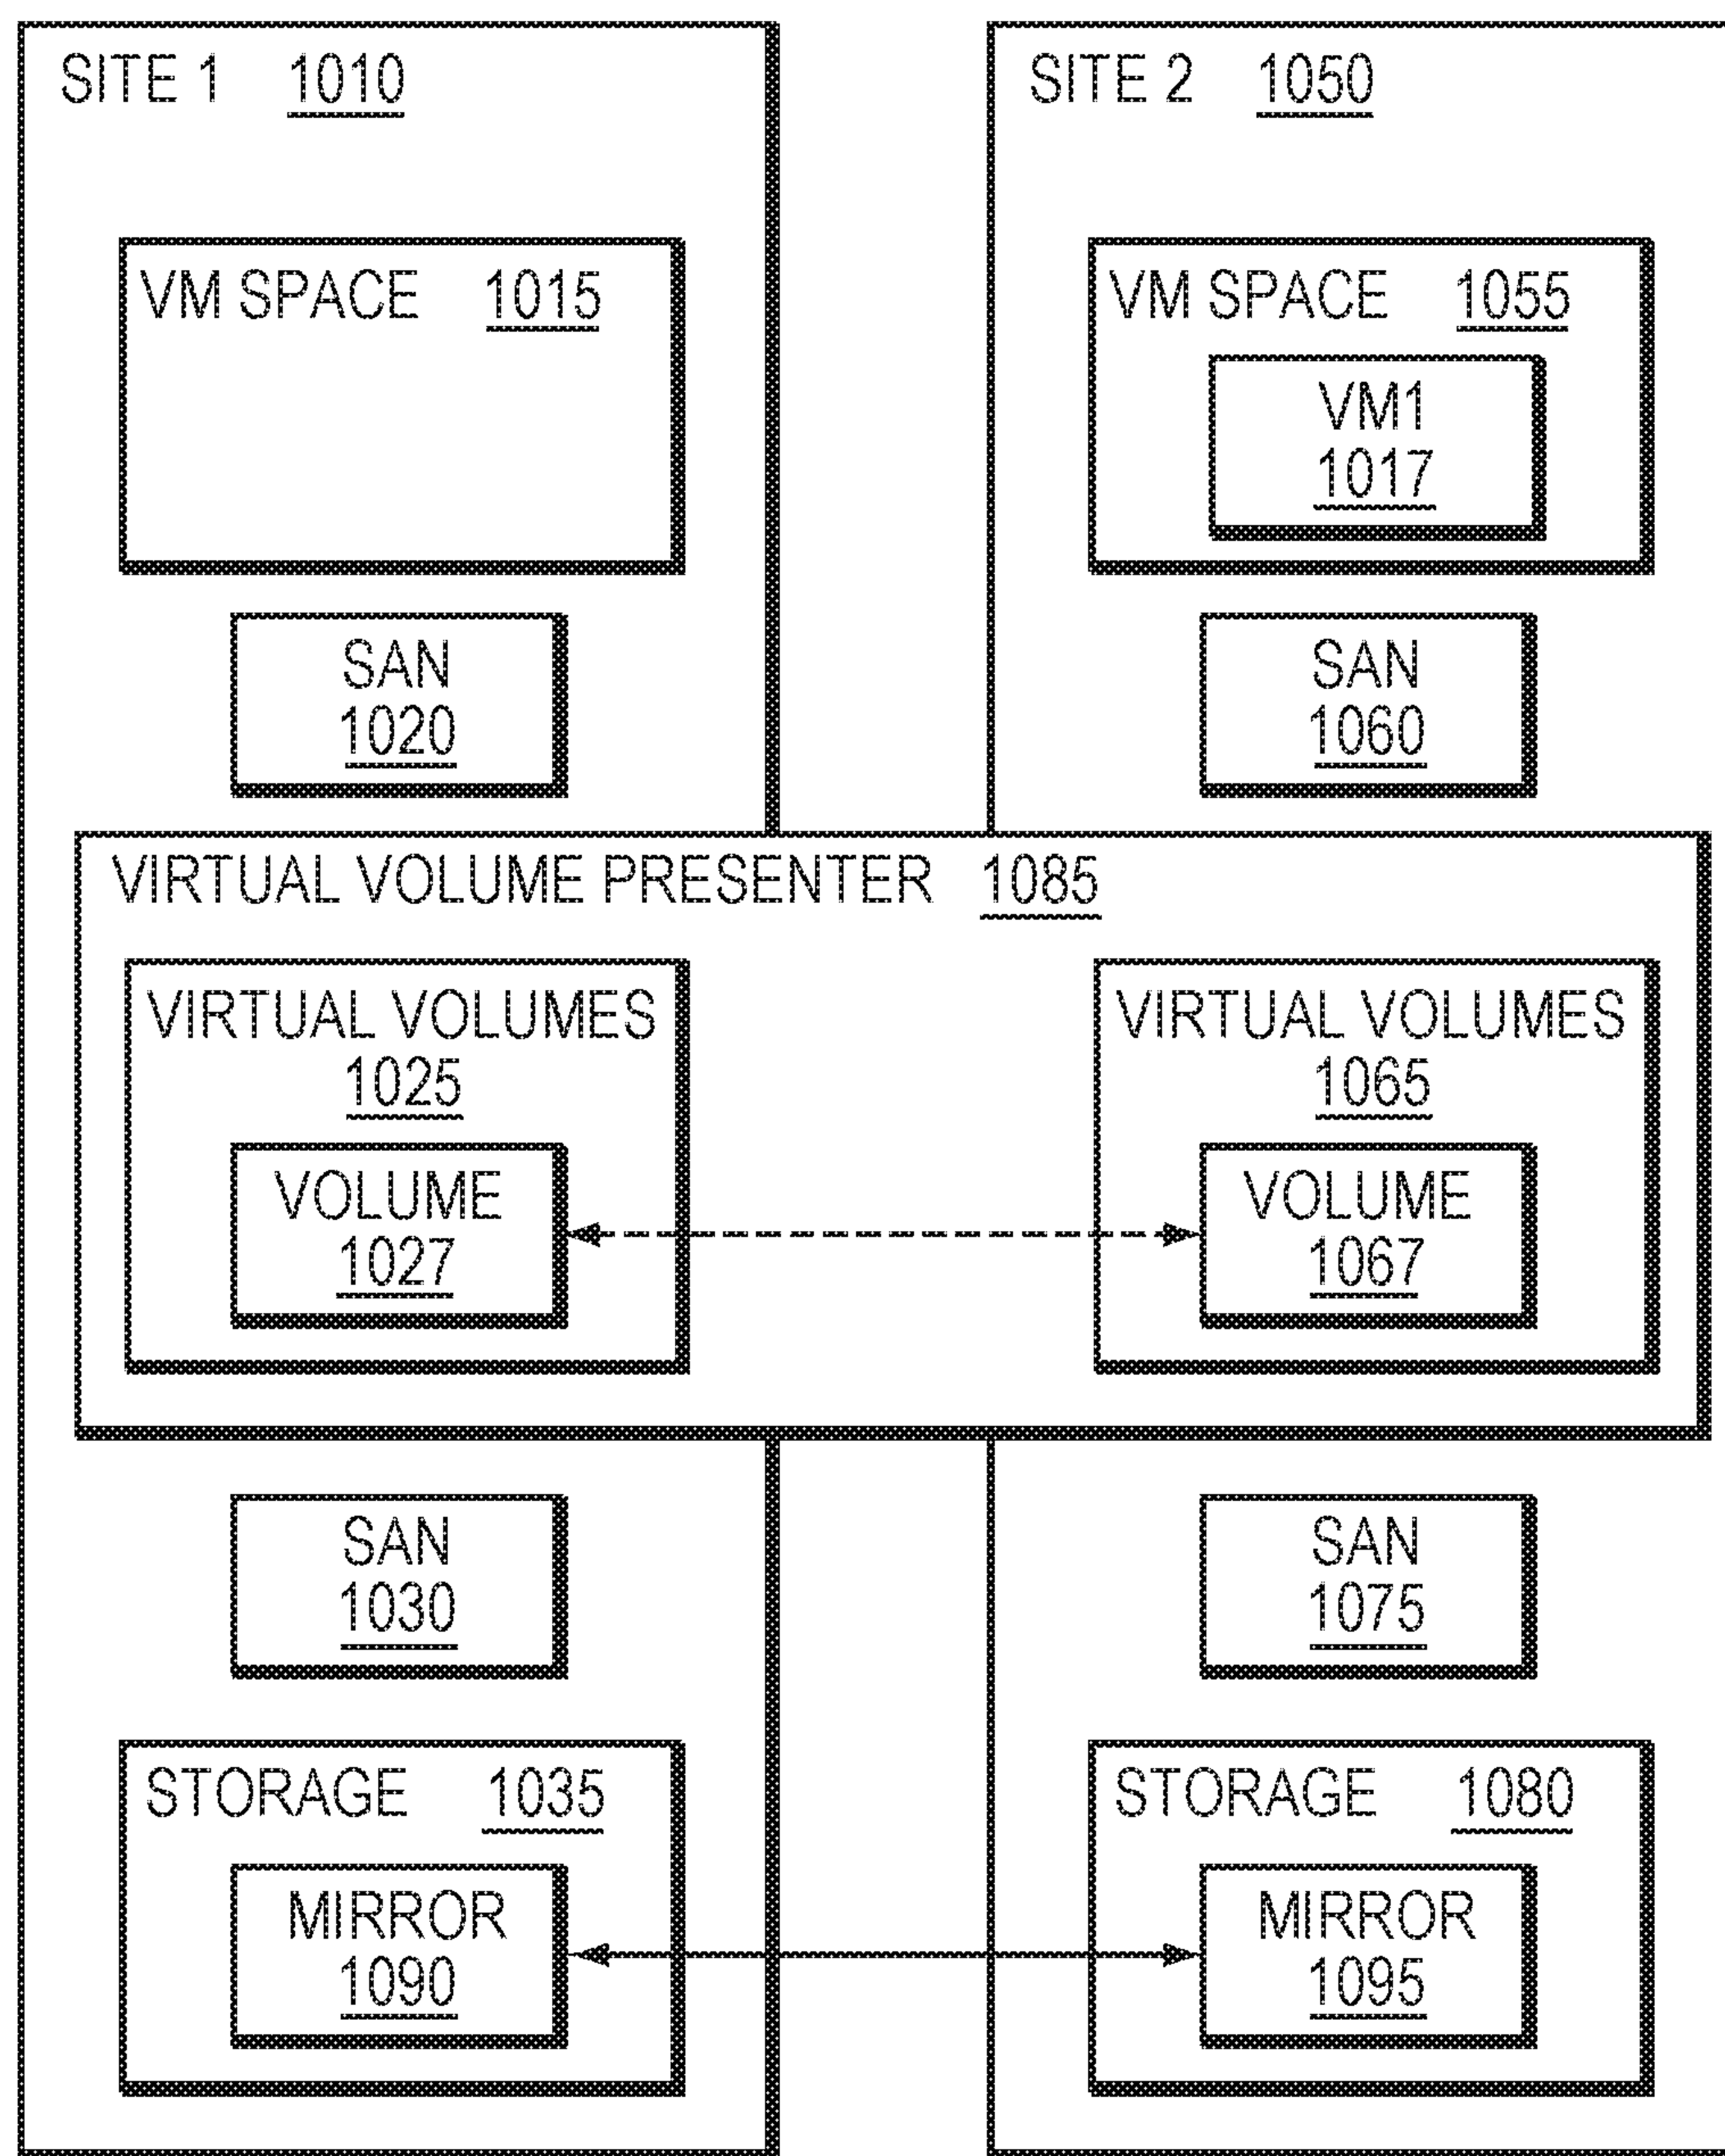 SITE 1 1010
VM SPACE 1015
SAN
1020
SITE 2 1050
VM SPACE 1055
VM1
1017
SAN
1060
VIRTUAL VOLUME PRESENTER 1085
VIRTUAL VOLUMES
1025
VOLUME
1027
VIRTUAL VOLUMES
1065
VOLUME
1067
SAN
1030
STORAGE 1035
MIRROR
1090
SAN
1075
STORAGE 1080
MIRROR
1095